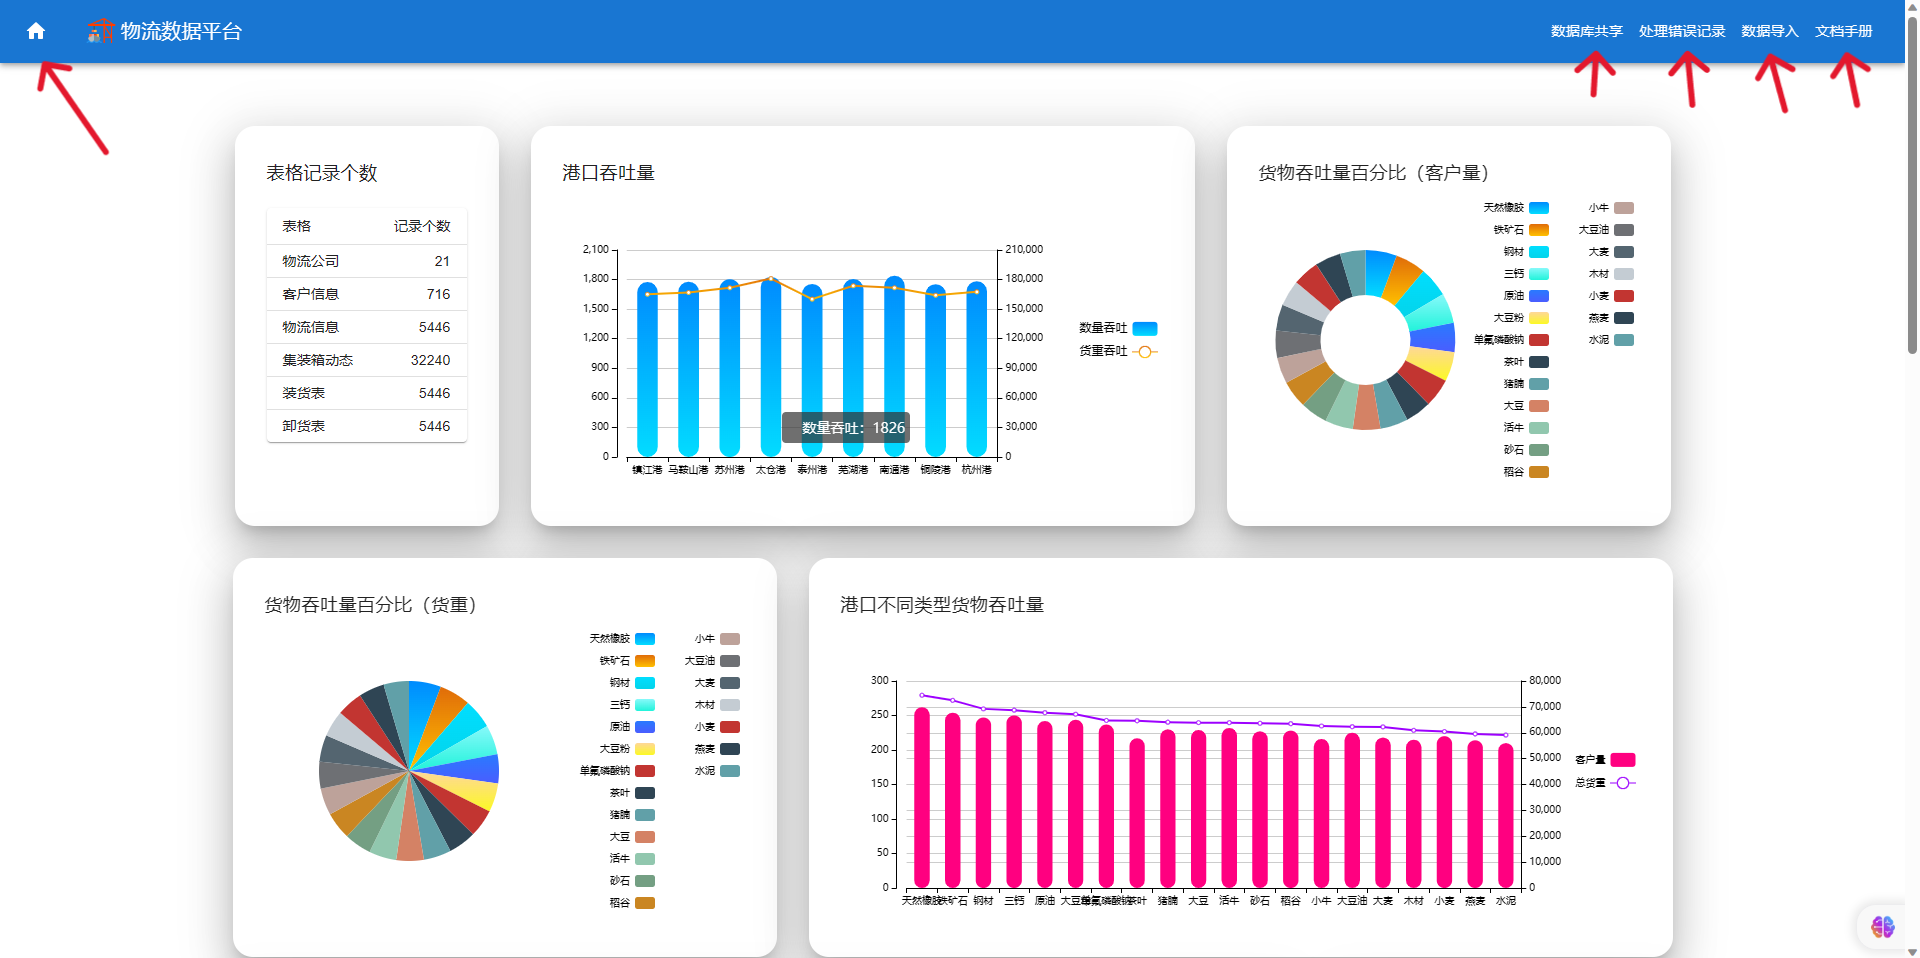 物流数据平台
数据库共享 处理错误记录 数据导入 文档手册
表格记录个数
表格 记录个数
物流公司 21
客户信息 716
物流信息 5446
集装箱动态 32240
装货表 5446
卸货表 5446
港口吞吐量
2,100 210,000
1,800 180,000
1,500 150,000
1,200 120,000
900 90,000
600 60,000
300 30,000
0 0
数量吞吐：1826
镇江港 马鞍山港 苏州港 太仓港 泰州港 芜湖港 南通港 铜陵港 杭州港
数量吞吐
货重吞吐
货物吞吐量百分比（客户量）
天然橡胶 小牛
铁矿石 大豆油
钢材 大麦
三钙 木材
原油 小麦
大豆粉 燕麦
单氟磷酸钠 水泥
茶叶
猪腩
大豆
活牛
砂石
稻谷
货物吞吐量百分比（货重）
天然橡胶 小牛
铁矿石 大豆油
钢材 大麦
三钙 木材
原油 小麦
大豆粉 燕麦
单氟磷酸钠 水泥
茶叶
猪腩
大豆
活牛
砂石
稻谷
港口不同类型货物吞吐量
300 80,000
250 70,000
200 60,000
150 50,000
100 40,000
50 30,000
0 20,000
10,000
0
天然橡胶 铁矿石 钢材 三钙 原油 大豆粉 单氟磷酸钠 茶叶 猪腩 大豆 活牛 砂石 稻谷 小牛 大豆油 大麦 木材 小麦 燕麦 水泥
客户量
总货重